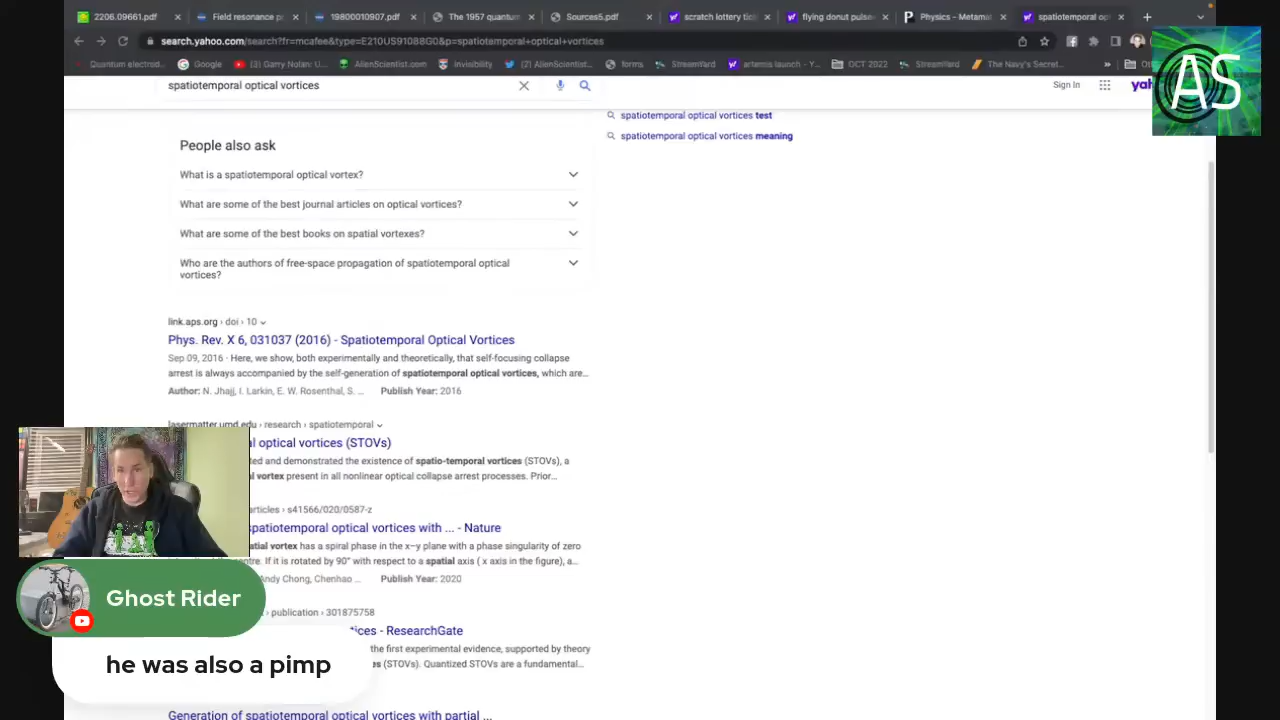 2206.09661.pdf
Field resonance p
19800010907.pdf
The 1957 quantum
Sources5.pdf
scratch lottery tic
flying donut pulse
Physics – Metama
spatiotemporal op
search.yahoo.com/search?fr=mcafee&type=E210US91088G0&p=spatiotemporal+optical+vortices
Quantum electrod...
Google
(3) Garry Nolan: U...
AlienScientist.com
Invisibility
(2) AlienScientist...
forms
StreamYard
artemis launch - Y...
OCT 2022
StreamYard
The Navy's Secret...
»
AS
spatiotemporal optical vortices
Sign In
spatiotemporal optical vortices test
spatiotemporal optical vortices meaning
People also ask
What is a spatiotemporal optical vortex?
What are some of the best journal articles on optical vortices?
What are some of the best books on spatial vortexes?
Who are the authors of free-space propagation of spatiotemporal optical
vortices?
link.aps.org › doi › 10
Phys. Rev. X 6, 031037 (2016) - Spatiotemporal Optical Vortices
Sep 09, 2016 · Here, we show, both experimentally and theoretically, that self-focusing collapse
arrest is always accompanied by the self-generation of spatiotemporal optical vortices, which are...
Author: N. Jhajj, I. Larkin, E. W. Rosenthal, S. ... Publish Year: 2016
lasermatter.umd.edu › research › spatiotemporal
l optical vortices (STOVs)
ted and demonstrated the existence of spatio-temporal vortices (STOVs), a
l vortex present in all nonlinear optical collapse arrest processes. Prior...
articles › s41566/020/0587-z
spatiotemporal optical vortices with ... - Nature
atial vortex has a spiral phase in the x–y plane with a phase singularity of zero
ntre. If it is rotated by 90° with respect to a spatial axis ( x axis in the figure), a...
Andy Chong, Chenhao ... Publish Year: 2020
› publication › 301875758
tices - ResearchGate
the first experimental evidence, supported by theory
es (STOVs). Quantized STOVs are a fundamental...
Ghost Rider
he was also a pimp
Generation of spatiotemporal optical vortices with partial ...